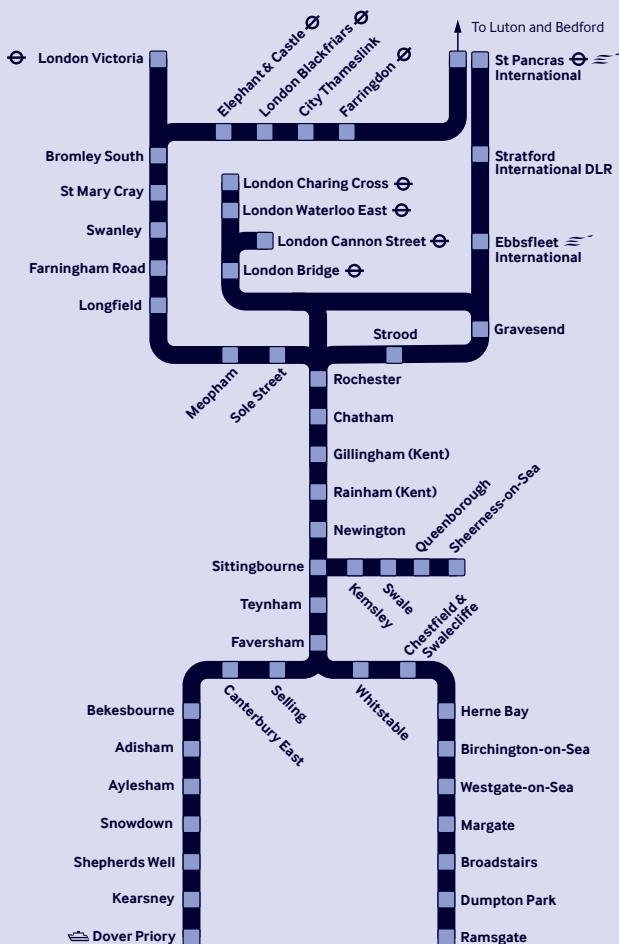 London Victoria
Elephant & Castle
London Blackfriars
City Thameslink
Farringdon
To Luton and Bedford
St Pancras
International
Bromley South
St Mary Cray
Swanley
Farningham Road
Longfield
London Charing Cross
London Waterloo East
London Cannon Street
London Bridge
Stratford
International DLR
Ebbsfleet
International
Gravesend
Strood
Meopham
Sole Street
Rochester
Chatham
Gillingham (Kent)
Rainham (Kent)
Newington
Sittingbourne
Kemsley
Swale
Queenborough
Sheerness-on-Sea
Teynham
Faversham
Selling
Canterbury East
Whitstable
Chestfield &
Swalecliffe
Bekesbourne
Adisham
Aylesham
Snowdown
Shepherds Well
Kearsney
Dover Priory
Herne Bay
Birchington-on-Sea
Westgate-on-Sea
Margate
Broadstairs
Dumpton Park
Ramsgate